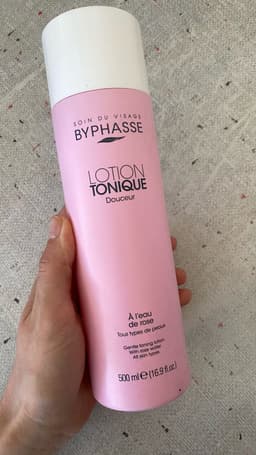 SOIN DU VISAGE
BYPHASSE
LOTION
TONIQUE
Douceur
À l'eau
de rose
Tous types de peaux
Gentle toning lotion
With rose water
All skin types
500 ml e (16.9 fl.oz.)